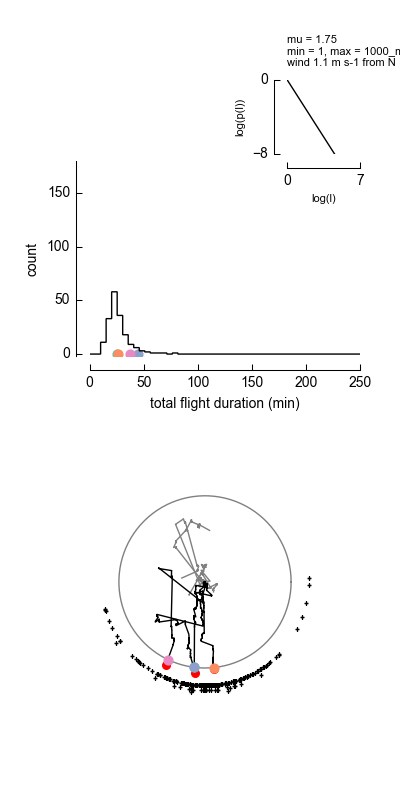 mu = 1.75
min = 1, max = 1000_m
wind 1.1 m s-1 from N
0
log(p(l))
−8
0 7
log(l)
150
100
count
50
0
0 50 100 150 200 250
total flight duration (min)